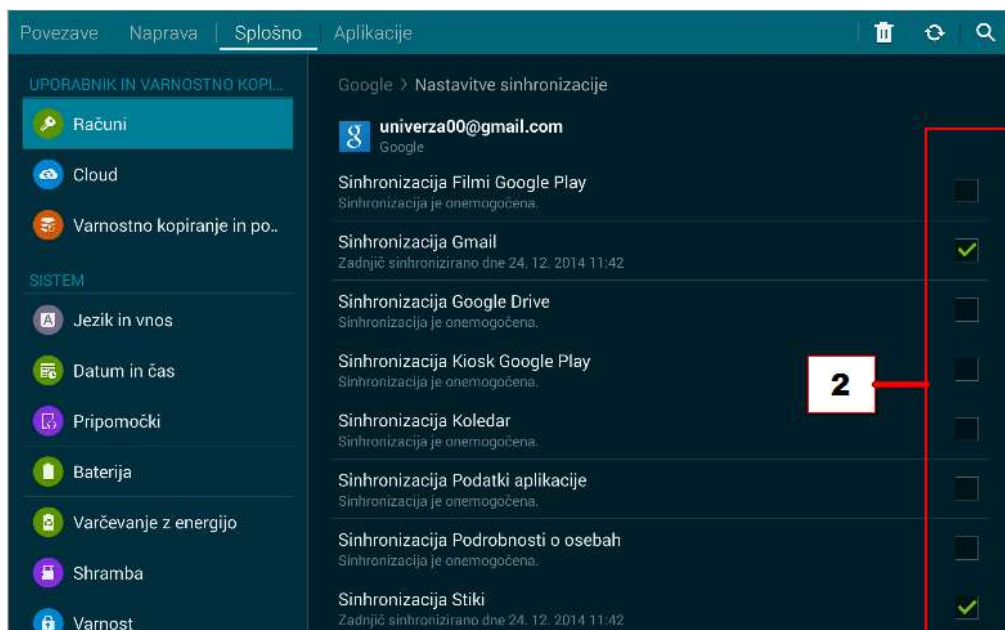 Povezave Naprava Splošno Aplikacije
UPORABNIK IN VARNOSTNO KOPI...
Računi
Cloud
Varnostno kopiranje in po..
SISTEM
Jezik in vnos
Datum in čas
Pripomočki
Baterija
Varčevanje z energijo
Shramba
Varnost
Google > Nastavitve sinhronizacije
univerza00@gmail.com
Google
Sinhronizacija Filmi Google Play
Sinhronizacija je onemogočena.
Sinhronizacija Gmail
Zadnjič sinhronizirano dne 24. 12. 2014 11:42
Sinhronizacija Google Drive
Sinhronizacija je onemogočena.
Sinhronizacija Kiosk Google Play
Sinhronizacija je onemogočena.
Sinhronizacija Koledar
Sinhronizacija je onemogočena.
Sinhronizacija Podatki aplikacije
Sinhronizacija je onemogočena.
Sinhronizacija Podrobnosti o osebah
Sinhronizacija je onemogočena.
Sinhronizacija Stiki
Zadnjič sinhronizirano dne 24. 12. 2014 11:42
2